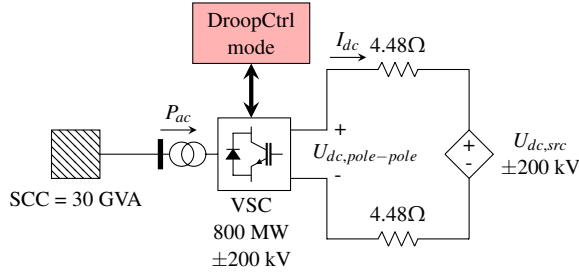 DroopCtrl
mode
I_dc
4.48Ω
P_ac
+
U_dc,pole−pole
-
+
-
U_dc,src
±200 kV
SCC = 30 GVA
VSC
800 MW
±200 kV
4.48Ω